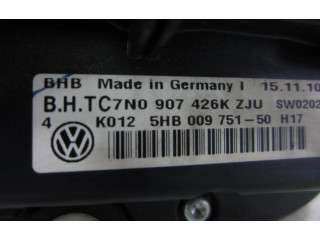 BHB Made in Germany I 15.11.10
B.H.TC7N0 907 426K ZJU SW0202
4 K012 5HB 009 751-50 H17